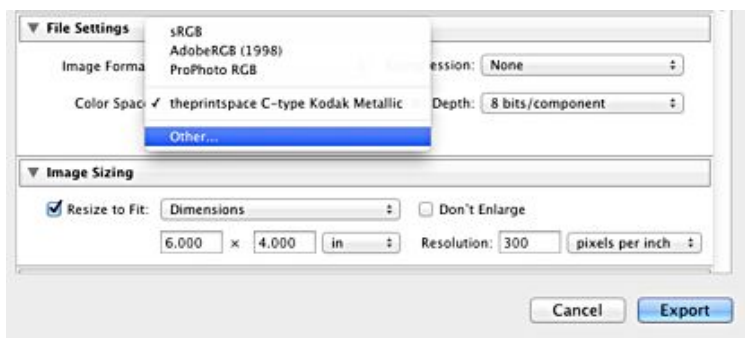 File Settings
sRGB
AdobeRGB (1998)
ProPhoto RGB
Image Forma
ession: None
Color Spac ✓ theprintspace C-type Kodak Metallic
Depth: 8 bits/component
Other...
Image Sizing
Resize to Fit: Dimensions
Don't Enlarge
6.000 × 4.000 in
Resolution: 300 pixels per inch
Cancel Export